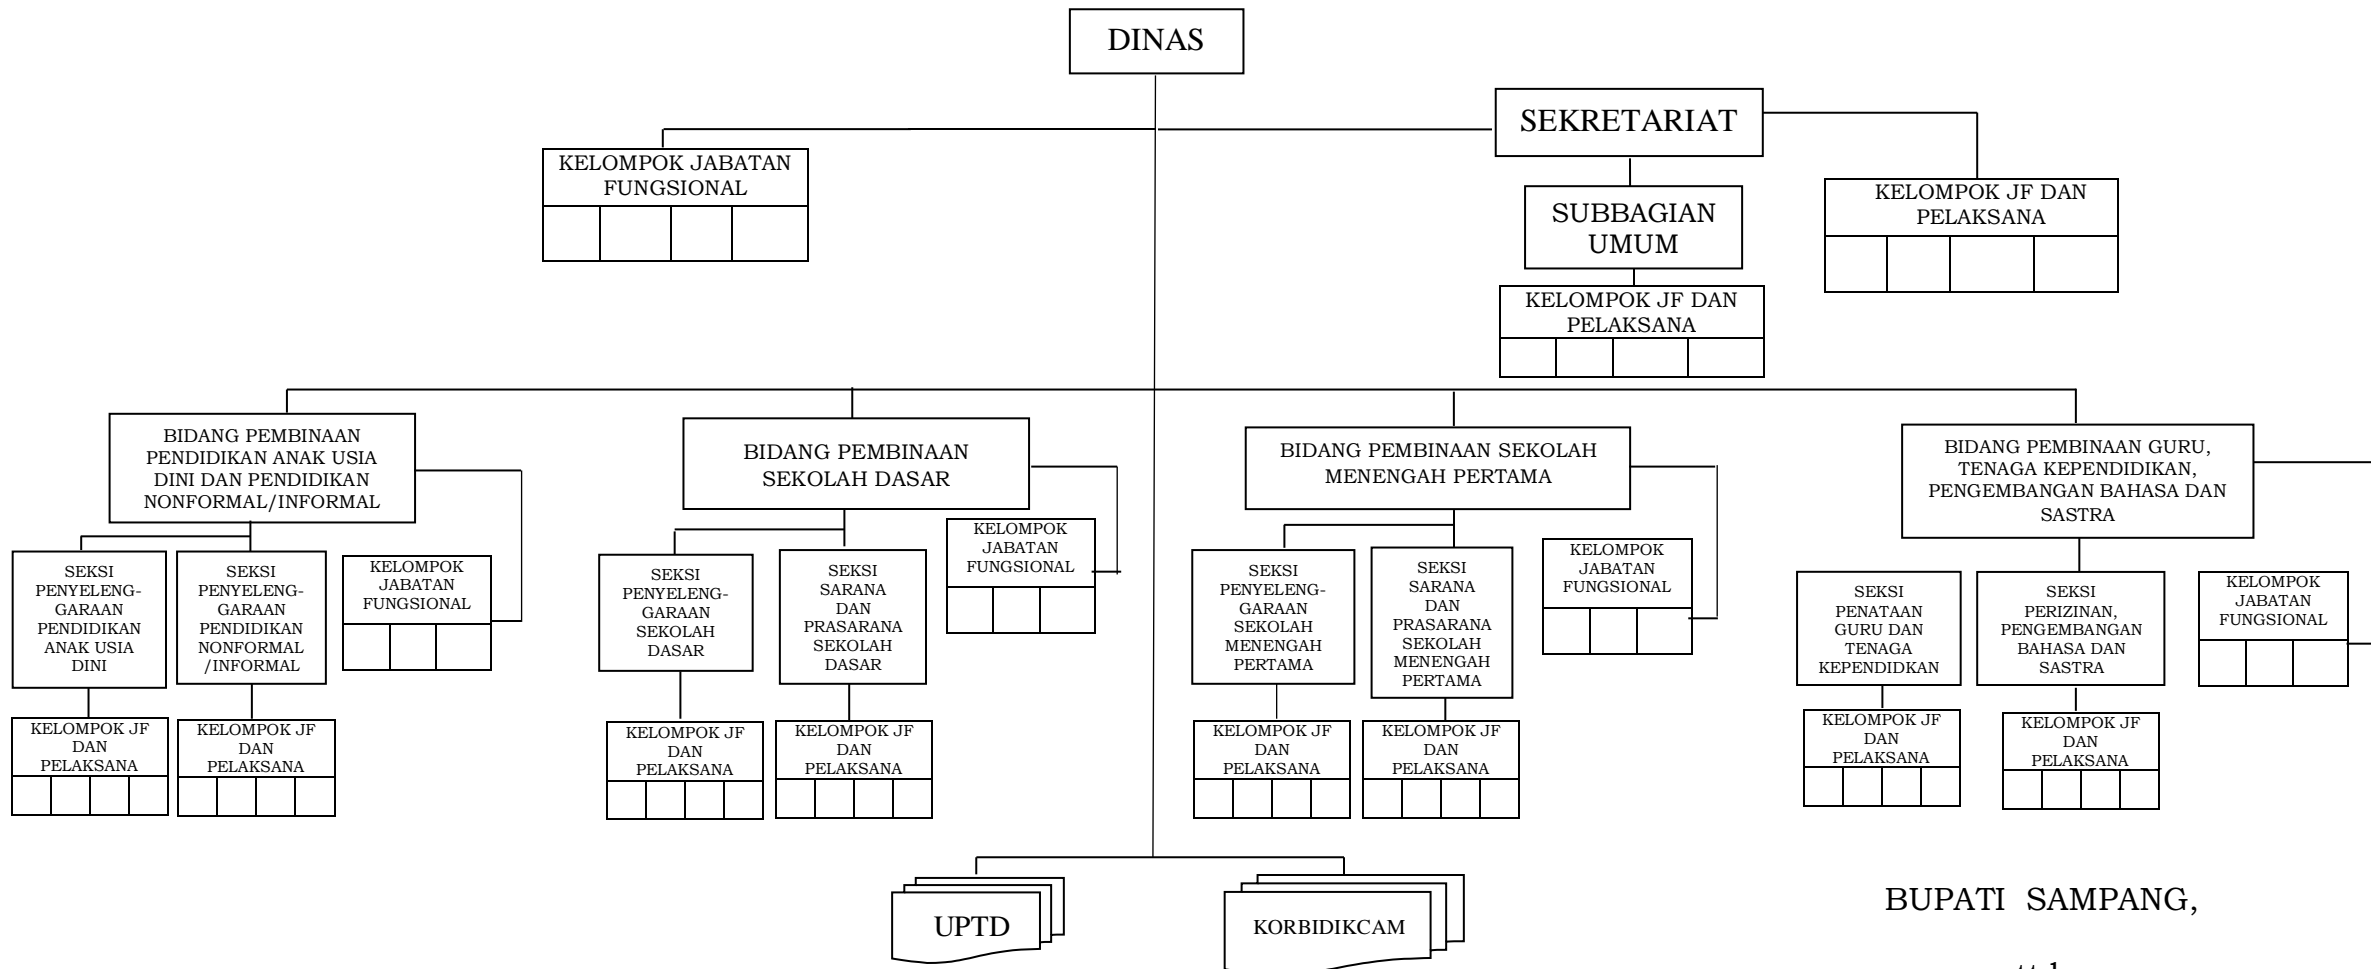 DINAS
SEKRETARIAT
KELOMPOK JABATAN
FUNGSIONAL
SUBBAGIAN
UMUM
KELOMPOK JF DAN
PELAKSANA
KELOMPOK JF DAN
PELAKSANA
BIDANG PEMBINAAN
PENDIDIKAN ANAK USIA
DINI DAN PENDIDIKAN
NONFORMAL/INFORMAL
BIDANG PEMBINAAN
SEKOLAH DASAR
BIDANG PEMBINAAN SEKOLAH
MENENGAH PERTAMA
BIDANG PEMBINAAN GURU,
TENAGA KEPENDIDIKAN,
PENGEMBANGAN BAHASA DAN
SASTRA
SEKSI
PENYELENG-
GARAAN
PENDIDIKAN
ANAK USIA
DINI
SEKSI
PENYELENG-
GARAAN
PENDIDIKAN
NONFORMAL
/INFORMAL
KELOMPOK
JABATAN
FUNGSIONAL
SEKSI
PENYELENG-
GARAAN
SEKOLAH
DASAR
SEKSI
SARANA
DAN
PRASARANA
SEKOLAH
DASAR
KELOMPOK
JABATAN
FUNGSIONAL
SEKSI
PENYELENG-
GARAAN
SEKOLAH
MENENGAH
PERTAMA
SEKSI
SARANA
DAN
PRASARANA
SEKOLAH
MENENGAH
PERTAMA
KELOMPOK
JABATAN
FUNGSIONAL
SEKSI
PENATAAN
GURU DAN
TENAGA
KEPENDIDKAN
SEKSI
PERIZINAN,
PENGEMBANGAN
BAHASA DAN
SASTRA
KELOMPOK
JABATAN
FUNGSIONAL
KELOMPOK JF
DAN
PELAKSANA
KELOMPOK JF
DAN
PELAKSANA
KELOMPOK JF
DAN
PELAKSANA
KELOMPOK JF
DAN
PELAKSANA
KELOMPOK JF
DAN
PELAKSANA
KELOMPOK JF
DAN
PELAKSANA
KELOMPOK JF
DAN
PELAKSANA
KELOMPOK JF
DAN
PELAKSANA
UPTD
KORBIDIKCAM
BUPATI SAMPANG,